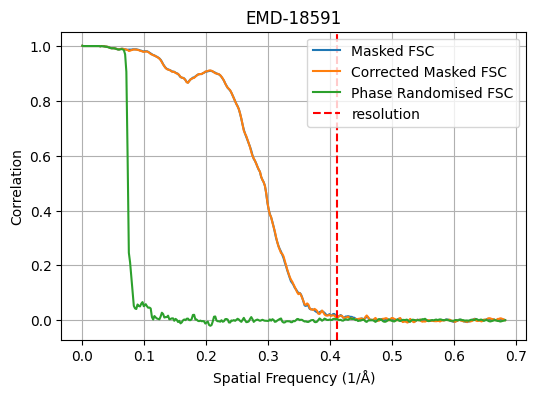 EMD-18591
Masked FSC
Corrected Masked FSC
Phase Randomised FSC
resolution
Correlation
1.0
0.8
0.6
0.4
0.2
0.0
0.0 0.1 0.2 0.3 0.4 0.5 0.6 0.7
Spatial Frequency (1/Å)